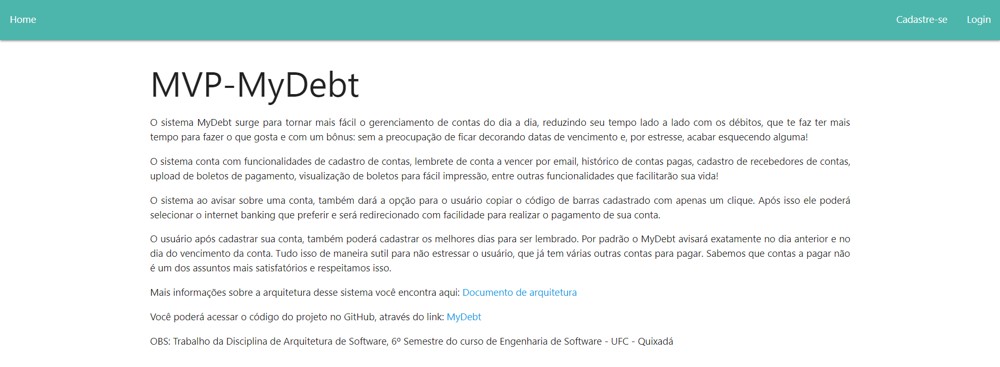 Home
Cadastre-se
Login
MVP-MyDebt
O sistema MyDebt surge para tornar mais fácil o gerenciamento de contas do dia a dia, reduzindo seu tempo lado a lado com os débitos, que te faz ter mais
tempo para fazer o que gosta e com um bônus: sem a preocupação de ficar decorando datas de vencimento e, por estresse, acabar esquecendo alguma!
O sistema conta com funcionalidades de cadastro de contas, lembrete de conta a vencer por email, histórico de contas pagas, cadastro de recebedores de contas,
upload de boletos de pagamento, visualização de boletos para fácil impressão, entre outras funcionalidades que facilitarão sua vida!
O sistema ao avisar sobre uma conta, também dará a opção para o usuário copiar o código de barras cadastrado com apenas um clique. Após isso ele poderá
selecionar o internet banking que preferir e será redirecionado com facilidade para realizar o pagamento de sua conta.
O usuário após cadastrar sua conta, também poderá cadastrar os melhores dias para ser lembrado. Por padrão o MyDebt avisará exatamente no dia anterior e no
dia do vencimento da conta. Tudo isso de maneira sutil para não estressar o usuário, que já tem várias outras contas para pagar. Sabemos que contas a pagar não
é um dos assuntos mais satisfatórios e respeitamos isso.
Mais informações sobre a arquitetura desse sistema você encontra aqui: Documento de arquitetura
Você poderá acessar o código do projeto no GitHub, através do link: MyDebt
OBS: Trabalho da Disciplina de Arquitetura de Software, 6º Semestre do curso de Engenharia de Software - UFC - Quixadá